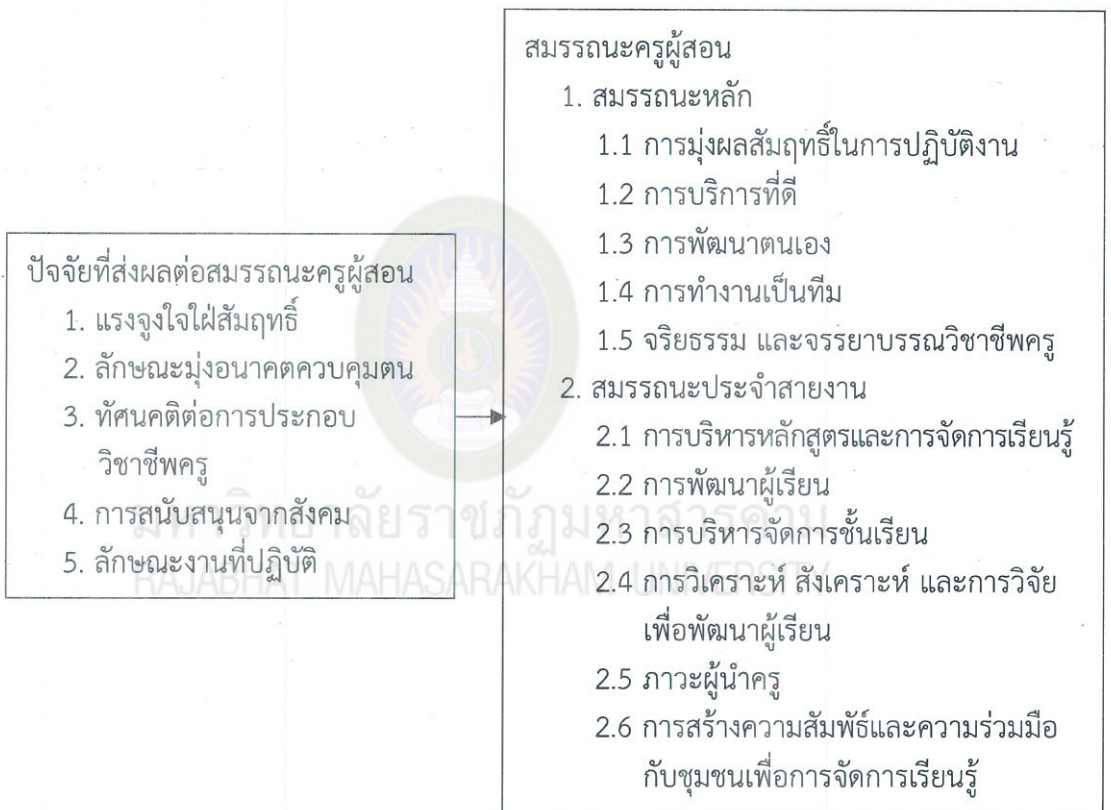 ปัจจัยที่ส่งผลต่อสมรรถนะครูผู้สอน
1. แรงจูงใจใฝ่สัมฤทธิ์
2. ลักษณะมุ่งอนาคตควบคุมตน
3. ทัศนคติต่อการประกอบ
วิชาชีพครู
4. การสนับสนุนจากสังคม
5. ลักษณะงานที่ปฏิบัติ
สมรรถนะครูผู้สอน
1. สมรรถนะหลัก
1.1 การมุ่งผลสัมฤทธิ์ในการปฏิบัติงาน
1.2 การบริการที่ดี
1.3 การพัฒนาตนเอง
1.4 การทำงานเป็นทีม
1.5 จริยธรรม และจรรยาบรรณวิชาชีพครู
2. สมรรถนะประจำสายงาน
2.1 การบริหารหลักสูตรและการจัดการเรียนรู้
2.2 การพัฒนาผู้เรียน
2.3 การบริหารจัดการชั้นเรียน
2.4 การวิเคราะห์ สังเคราะห์ และการวิจัย
เพื่อพัฒนาผู้เรียน
2.5 ภาวะผู้นำครู
2.6 การสร้างความสัมพัธ์และความร่วมมือ
กับชุมชนเพื่อการจัดการเรียนรู้
มหาวิทยาลัยราชภัฏมหาสารคาม
RAJABHAT MAHASARAKHAM UNIVERSITY